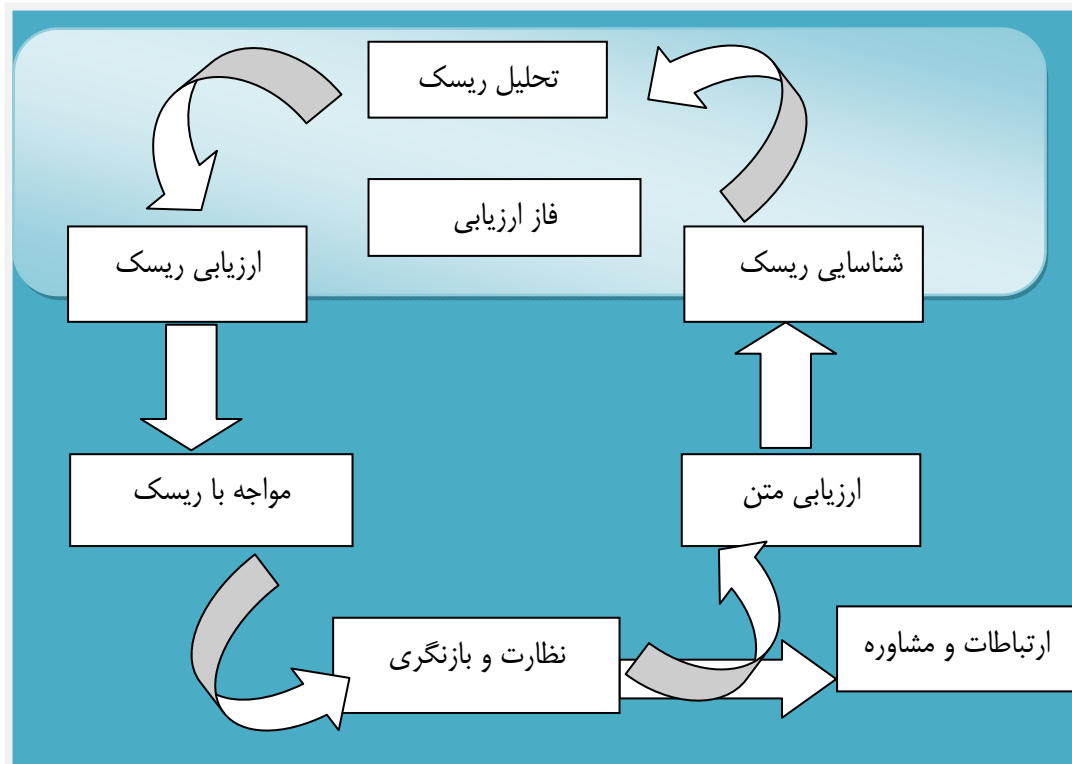 تحلیل ریسک
فاز ارزیابی
شناسایی ریسک
ارزیابی ریسک
ارزیابی متن
مواجه با ریسک
نظارت و بازنگری
ارتباطات و مشاوره